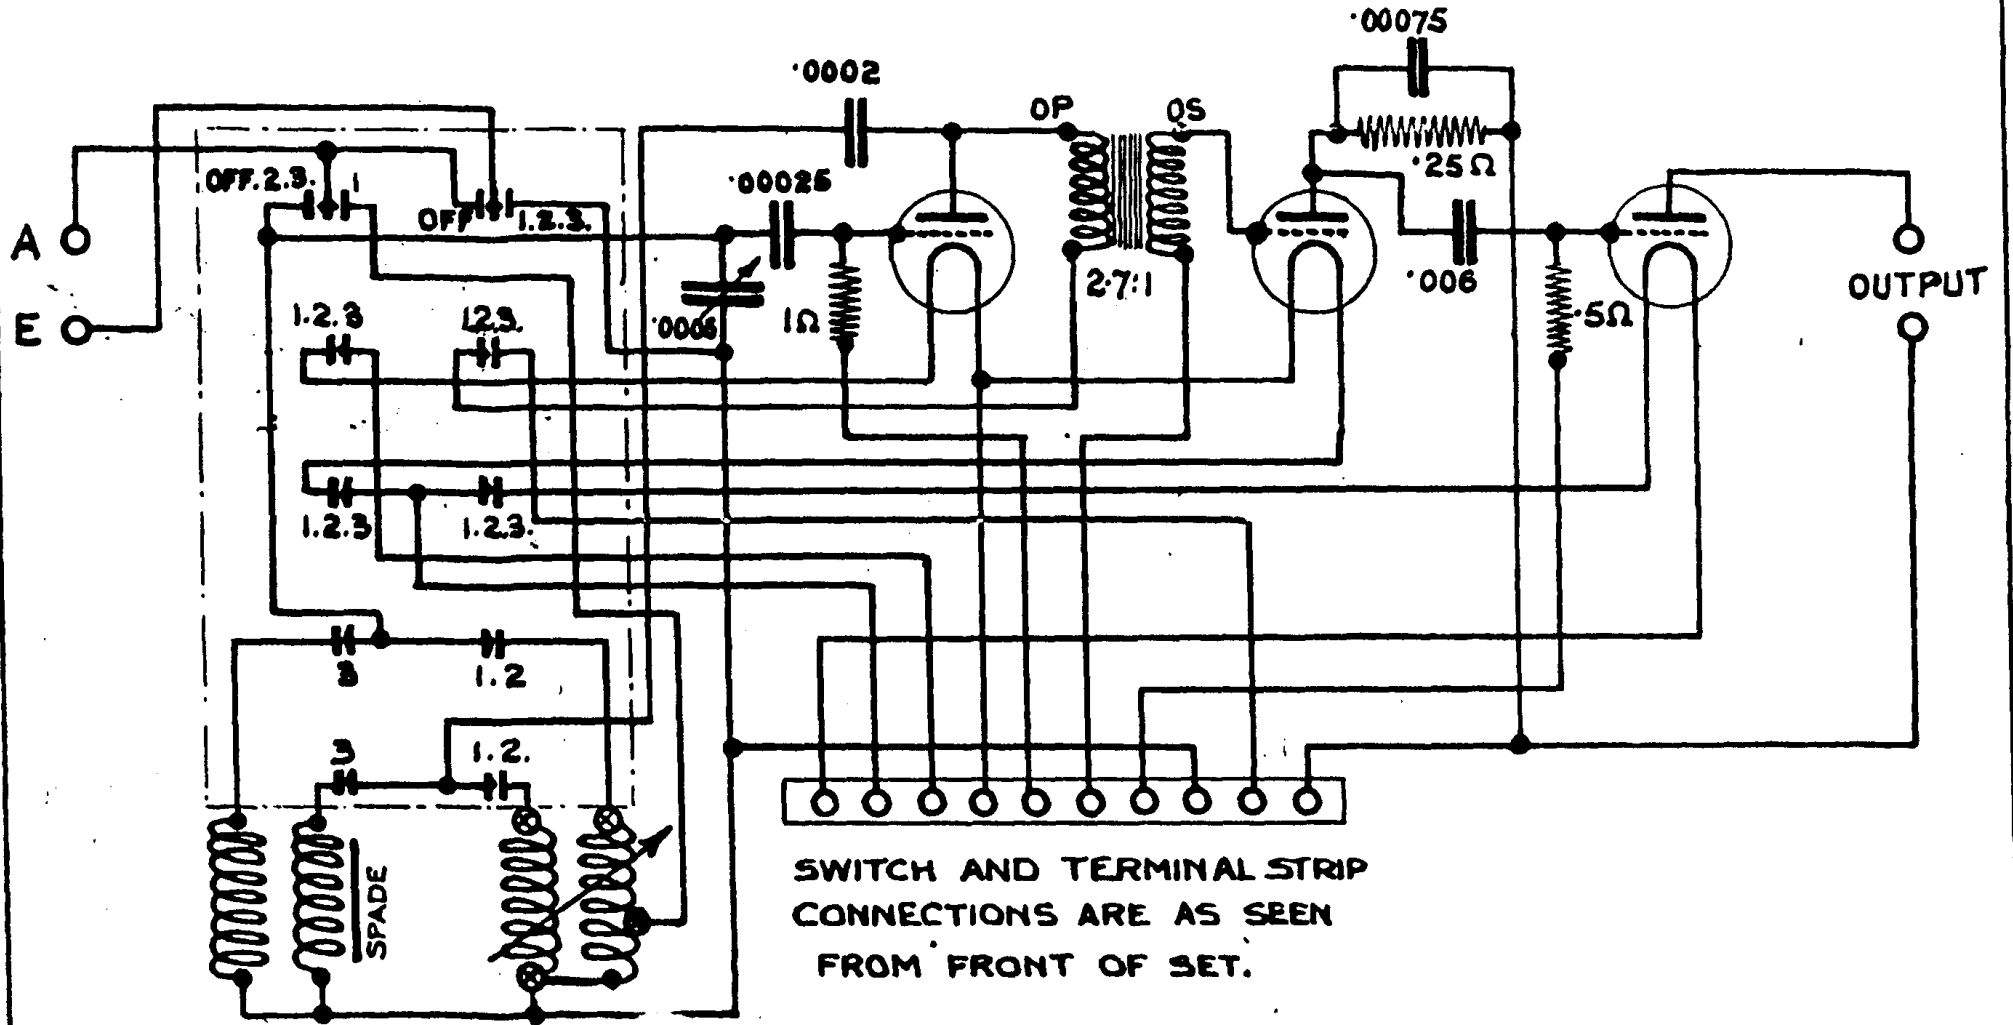 .00075
.0002
OP
OS
.25Ω
.00025
OFF.2.3.
1
OFF
1.2.3.
A
2.7:1
.006
OUTPUT
E
1.2.3
1.2.3.
.0005
1Ω
.5Ω
1.2.3
1.2.3.
3
1.2
3
1.2.
SPADE
SWITCH AND TERMINAL STRIP
CONNECTIONS ARE AS SEEN
FROM FRONT OF SET.